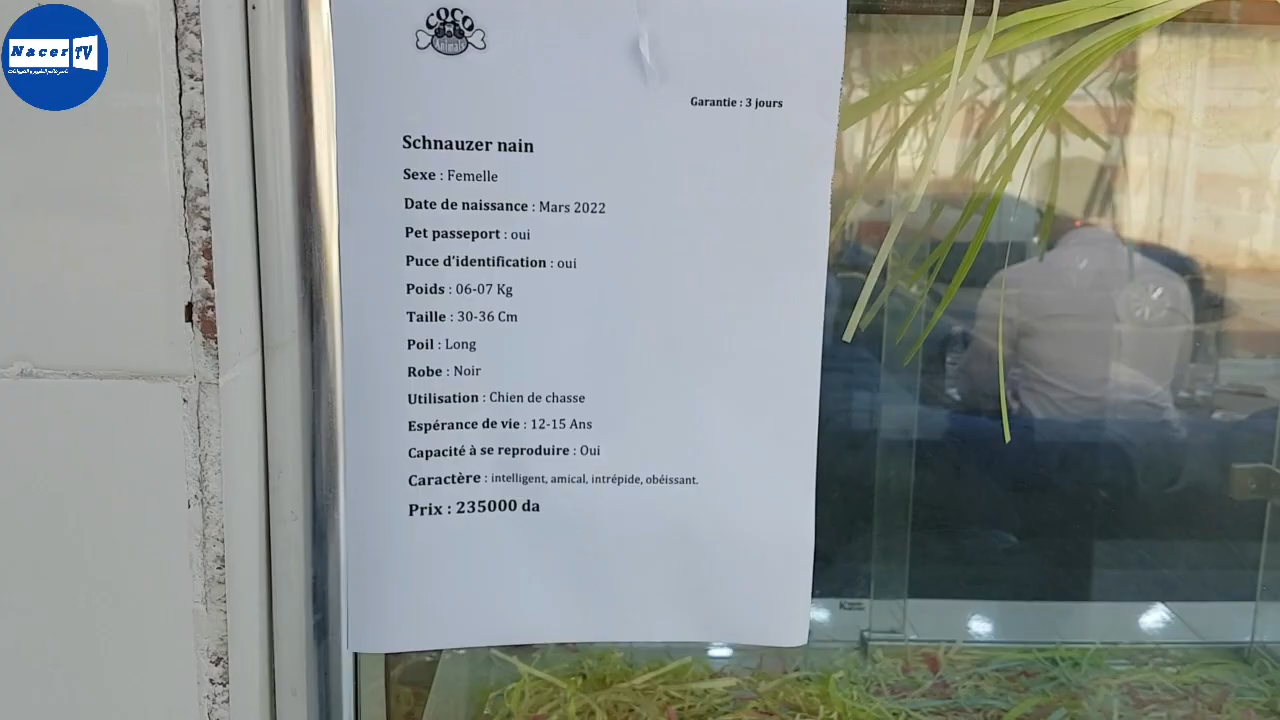 Nacer TV
COCO
Garantie : 3 jours
Schnauzer nain
Sexe : Femelle
Date de naissance : Mars 2022
Pet passeport : oui
Puce d'identification : oui
Poids : 06-07 Kg
Taille : 30-36 Cm
Poil : Long
Robe : Noir
Utilisation : Chien de chasse
Espérance de vie : 12-15 Ans
Capacité à se reproduire : Oui
Caractère : intelligent, amical, intrépide, obéissant.
Prix : 235000 da